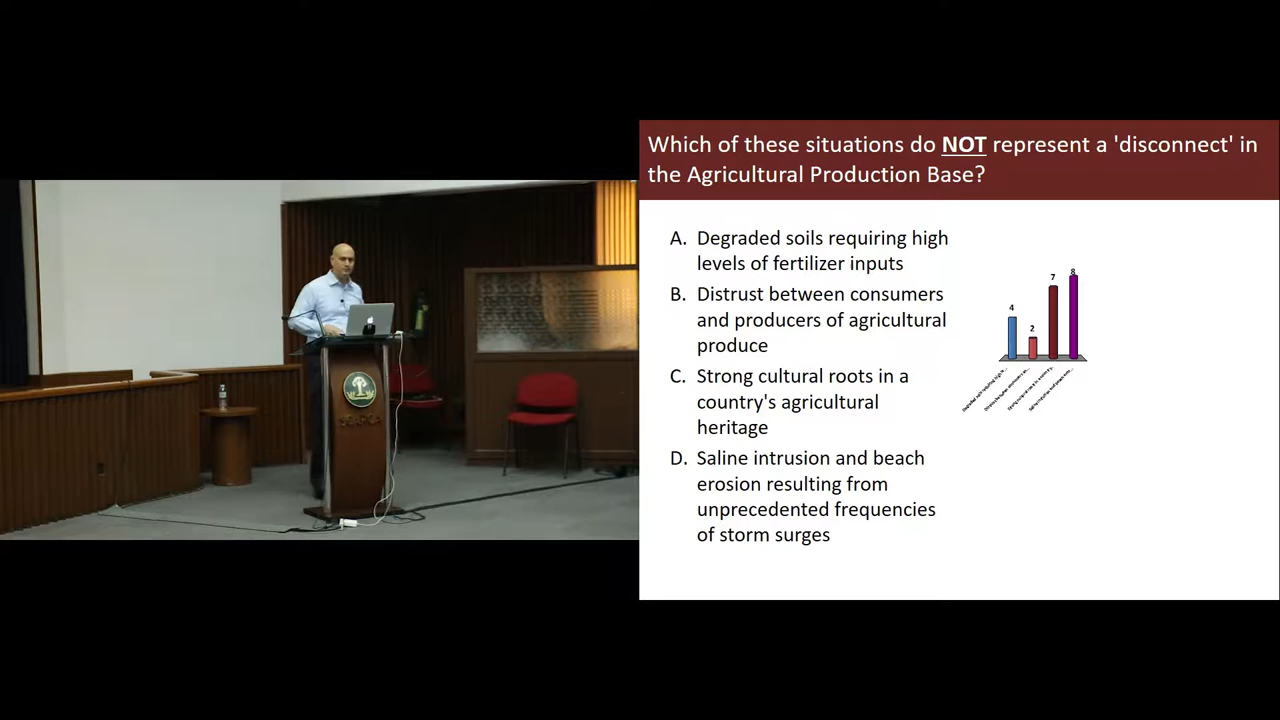 Which of these situations do NOT represent a 'disconnect' in
the Agricultural Production Base?
A. Degraded soils requiring high
levels of fertilizer inputs
B. Distrust between consumers
and producers of agricultural
produce
C. Strong cultural roots in a
country's agricultural
heritage
D. Saline intrusion and beach
erosion resulting from
unprecedented frequencies
of storm surges
4
2
7
8
SEARCA